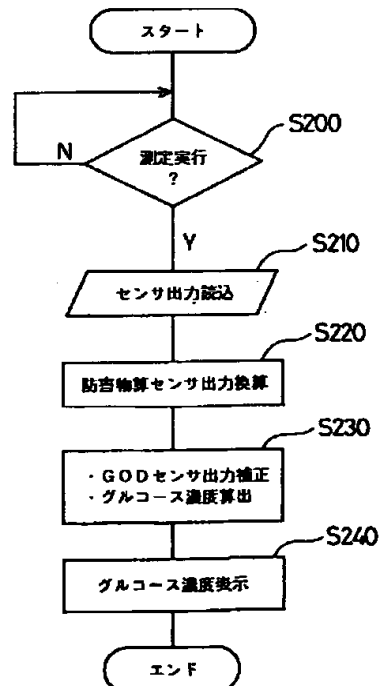 スタート
S200
N
測定実行
?
Y
S210
センサ出力読込
S220
防害物算センサ出力換算
S230
・GODセンサ出力補正
・グルコース濃度算出
S240
グルコース濃度表示
エンド